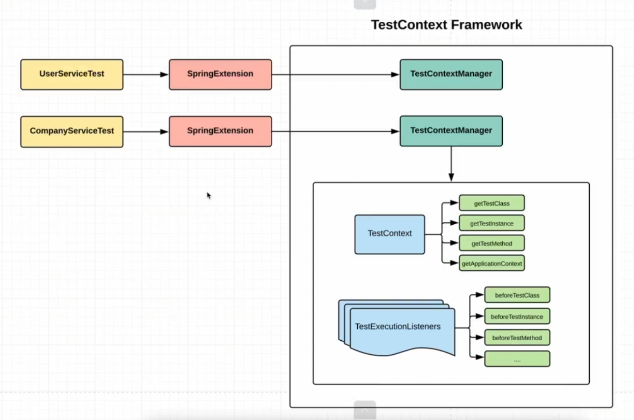 TestContext Framework
UserServiceTest
SpringExtension
TestContextManager
CompanyServiceTest
SpringExtension
TestContextManager
TestContext
getTestClass
getTestInstance
getTestMethod
getApplicationContext
TestExecutionListeners
beforeTestClass
beforeTestInstance
beforeTestMethod
....